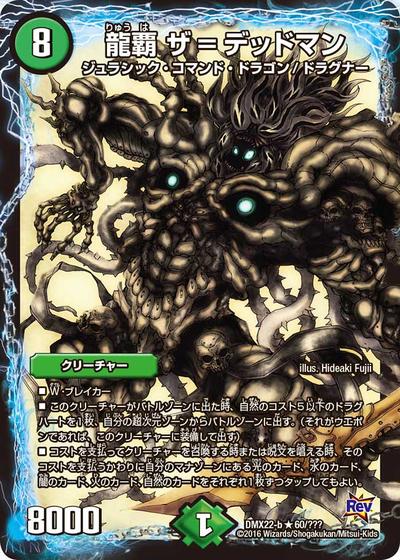 8
りゅう は
龍覇 ザ=デッドマン
ジュラシック・コマンド・ドラゴン/ドラグナー
illus. Hideaki Fujii
クリーチャー
■W・ブレイカー
■このクリーチャーがバトルゾーンに出た時、自然のコスト5以下のドラグ
ハートを1枚、自分の超次元ゾーンからバトルゾーンに出す。(それがウエポ
ンであれば、このクリーチャーに装備して出す)
■コストを支払ってクリーチャーを召喚する時または呪文を唱える時、その
コストを支払うかわりに自分のマナゾーンにある光のカード、水のカード、
闇のカード、火のカード、自然のカードをそれぞれ1枚ずつタップしてもよい。
8000
1
DMX22-b ★ 60/???
©2016 Wizards/Shogakukan/Mitsui-Kids
Rev